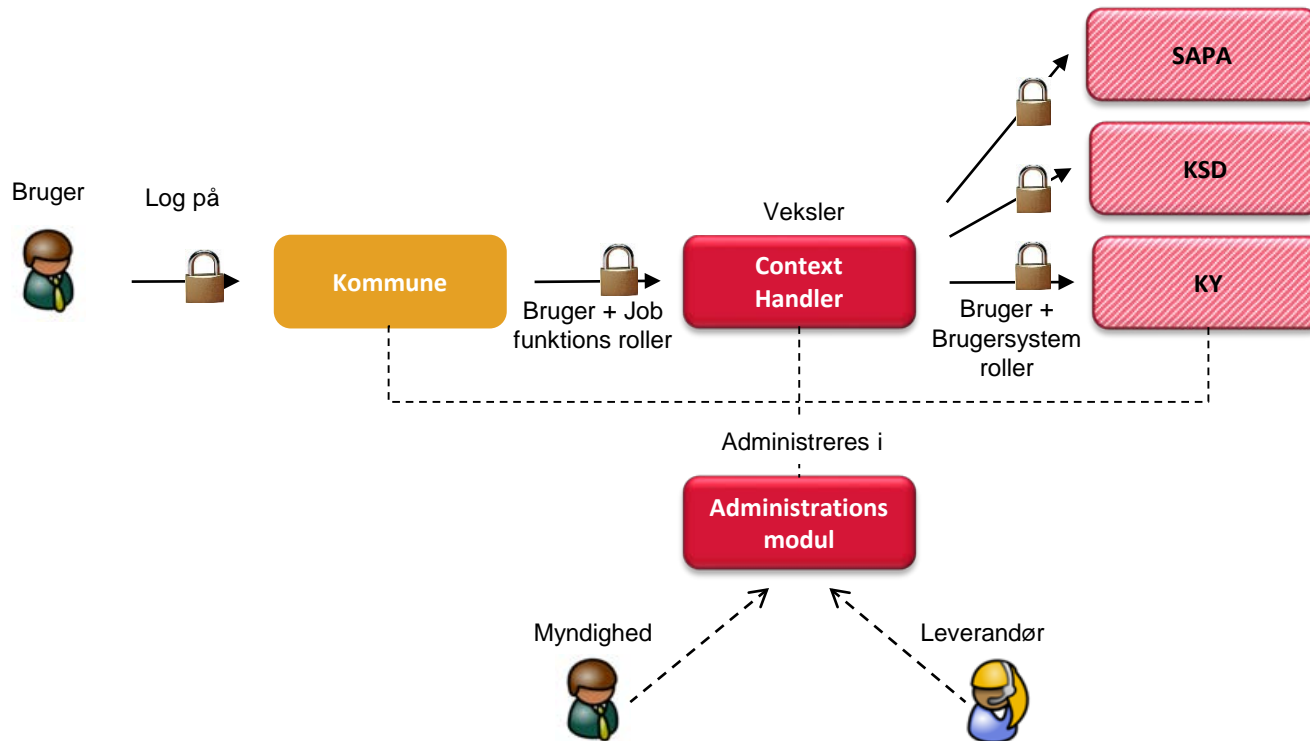 SAPA
KSD
Bruger
Log på
Veksler
Kommune
Context
Handler
KY
Bruger + Job
funktions roller
Bruger +
Brugersystem
roller
Administreres i
Administrations
modul
Myndighed
Leverandør